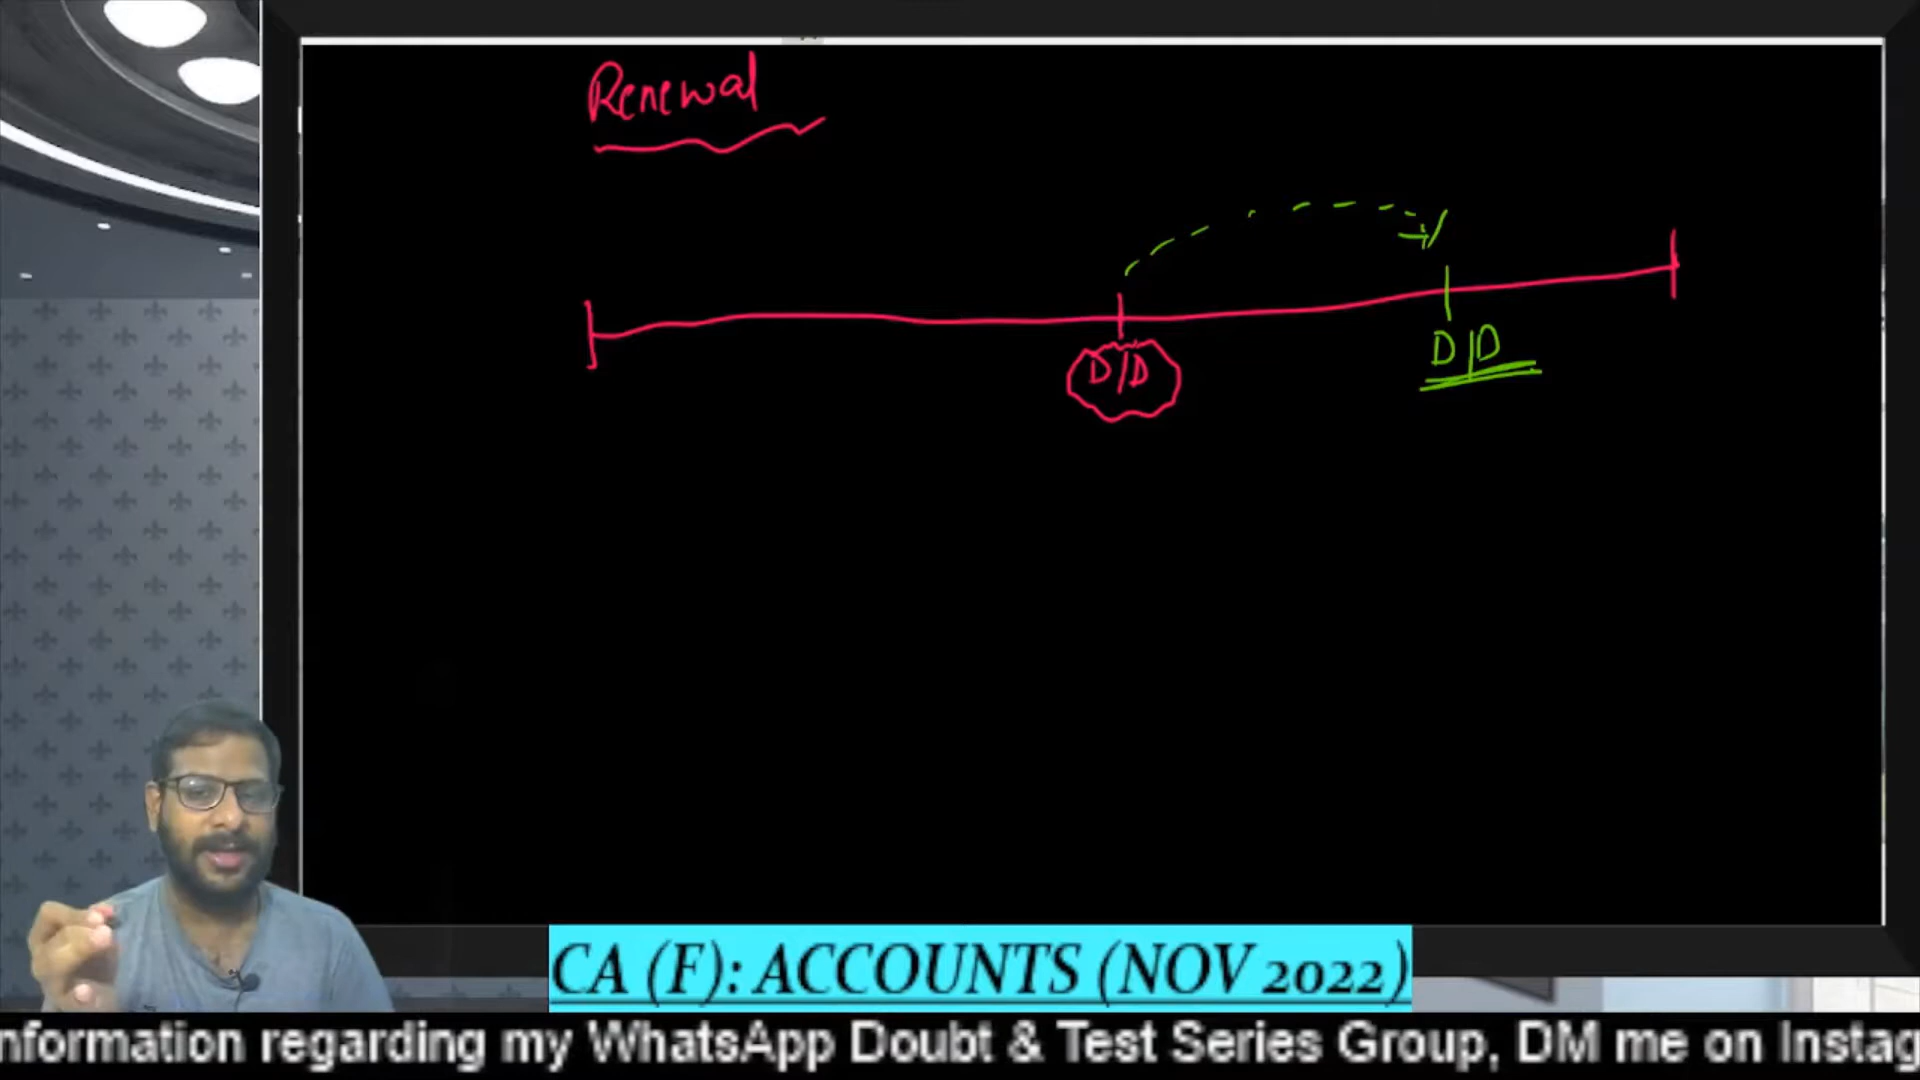 Renewal
D/D
D/D
CA (F): ACCOUNTS (NOV 2022)
nformation regarding my WhatsApp Doubt & Test Series Group, DM me on Instag